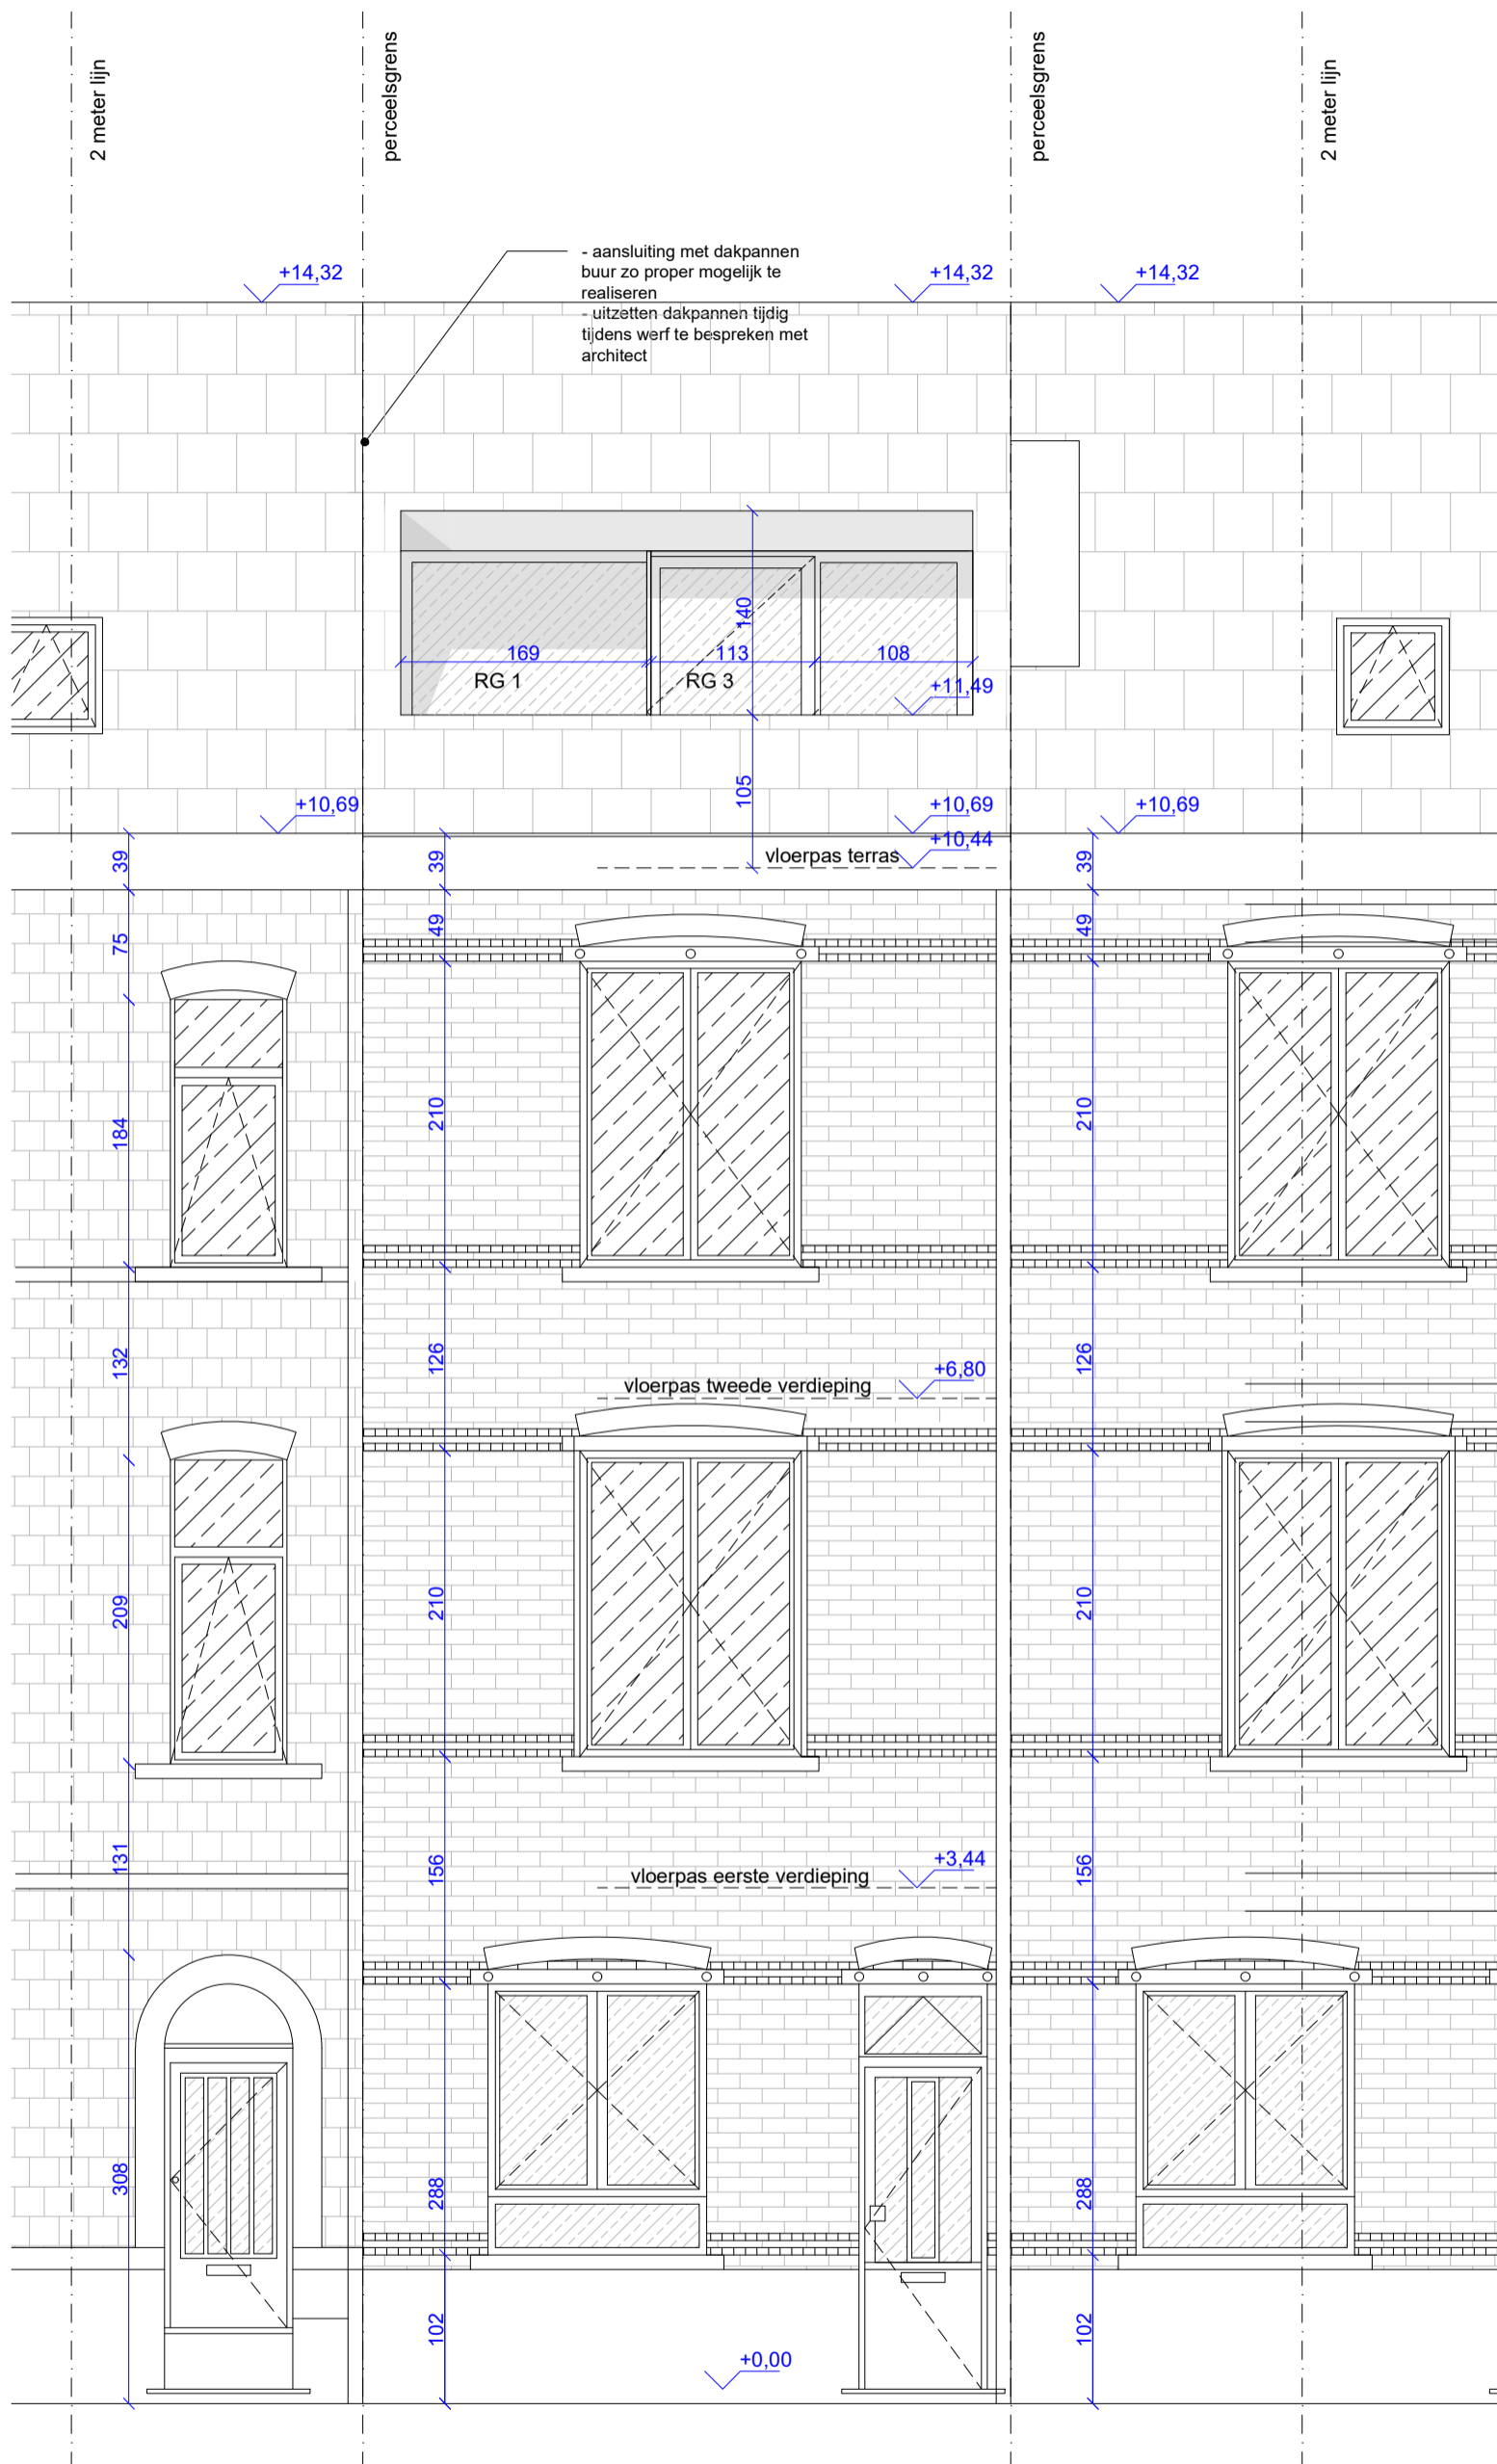 2 meter lijn
perceelsgrens
perceelsgrens
2 meter lijn
- aansluiting met dakpannen
buur zo proper mogelijk te
realiseren
- uitzetten dakpannen tijdig
tijdens werf te bespreken met
architect
+14,32
+14,32
+14,32
140
169
113
108
RG 1
RG 3
+11,49
105
+10,69
+10,69
+10,69
+10,44
vloerpas terras
39
39
39
75
49
49
184
210
210
132
126
126
+6,80
vloerpas tweede verdieping
209
210
210
131
156
156
+3,44
vloerpas eerste verdieping
308
288
288
102
102
+0,00